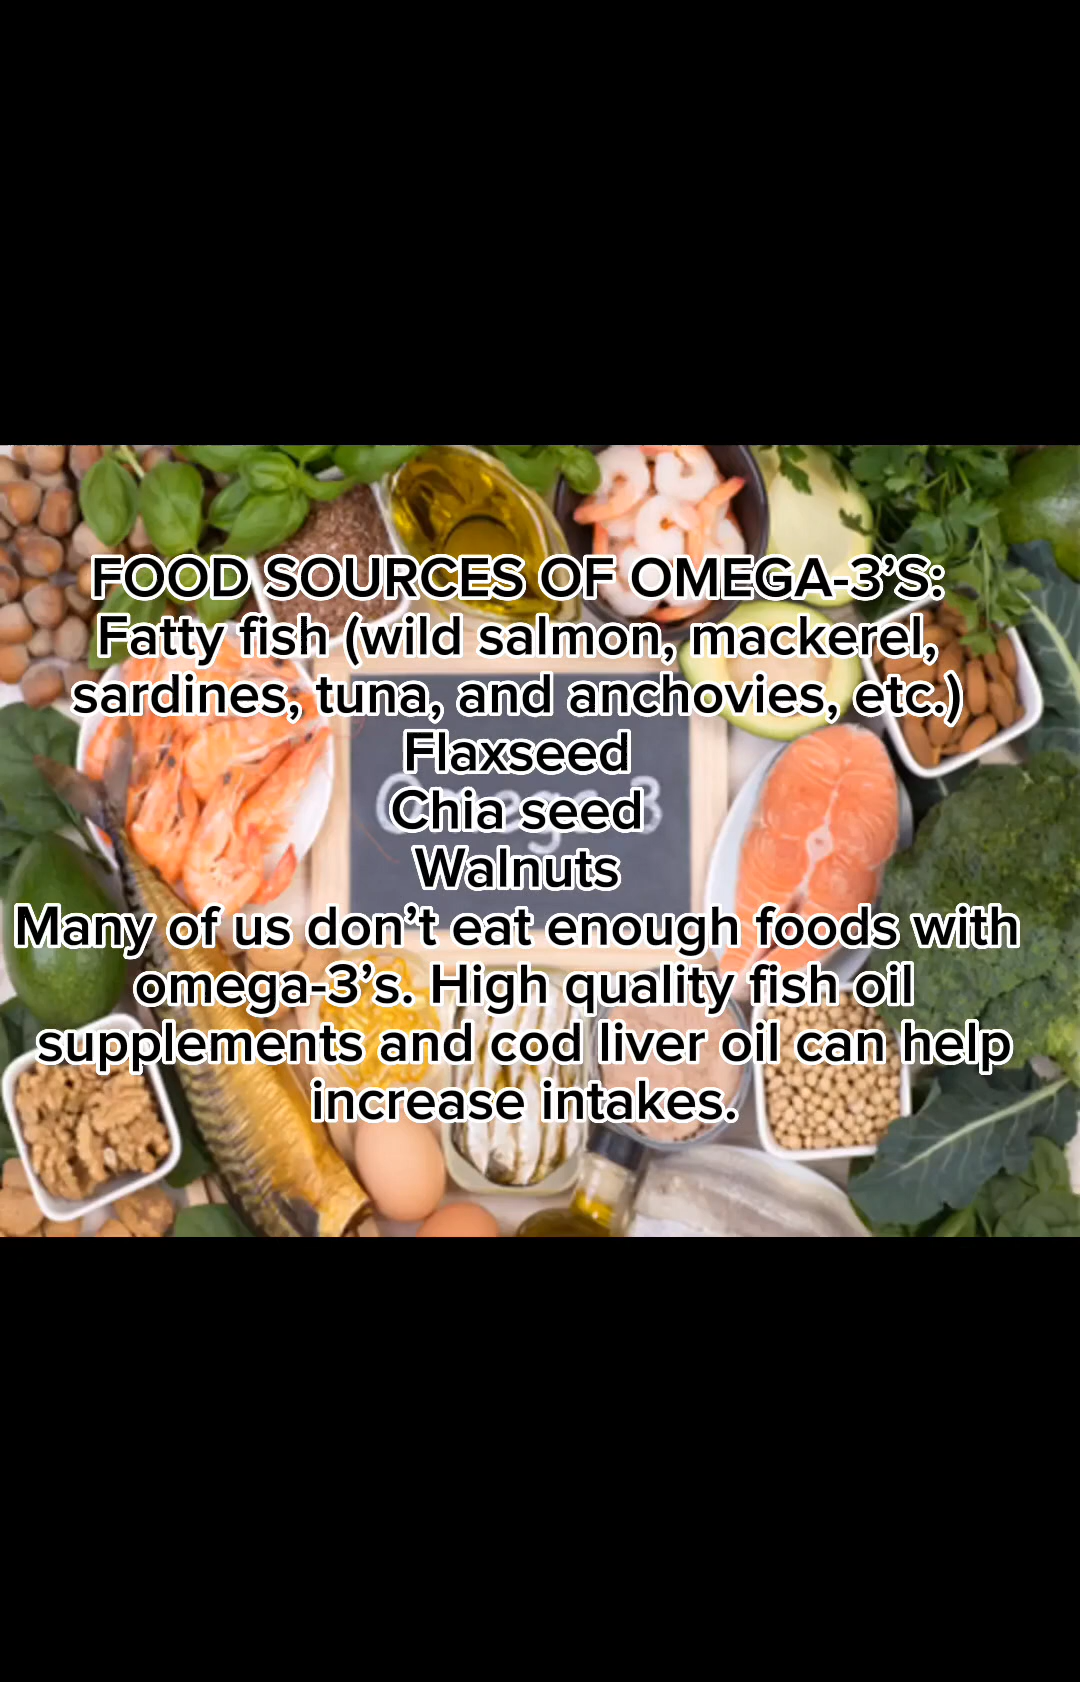 FOOD SOURCES OF OMEGA-3’S:
Fatty fish (wild salmon, mackerel,
sardines, tuna, and anchovies, etc.)
Flaxseed
Chia seed
Walnuts
Many of us don’t eat enough foods with
omega-3’s. High quality fish oil
supplements and cod liver oil can help
increase intakes.
Omega 3